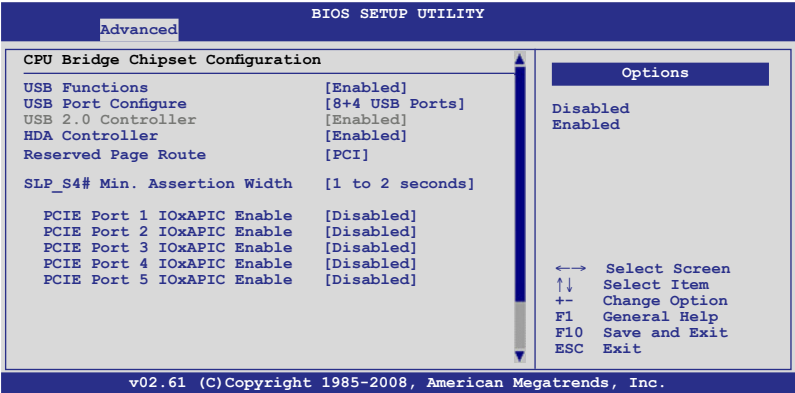 BIOS SETUP UTILITY
Advanced
CPU Bridge Chipset Configuration
USB Functions [Enabled]
USB Port Configure [8+4 USB Ports]
USB 2.0 Controller [Enabled]
HDA Controller [Enabled]
Reserved Page Route [PCI]
SLP_S4# Min. Assertion Width [1 to 2 seconds]
PCIE Port 1 IOxAPIC Enable [Disabled]
PCIE Port 2 IOxAPIC Enable [Disabled]
PCIE Port 3 IOxAPIC Enable [Disabled]
PCIE Port 4 IOxAPIC Enable [Disabled]
PCIE Port 5 IOxAPIC Enable [Disabled]
Options
Disabled
Enabled
←→ Select Screen
↑↓ Select Item
+- Change Option
F1 General Help
F10 Save and Exit
ESC Exit
v02.61 (C)Copyright 1985-2008, American Megatrends, Inc.